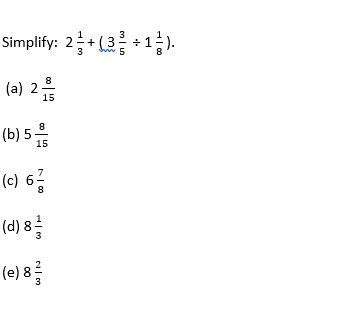 Simplify: 2 1/3 + ( 3 3/5 ÷ 1 1/8 ).
(a) 2 8/15
(b) 5 8/15
(c) 6 7/8
(d) 8 1/3
(e) 8 2/3